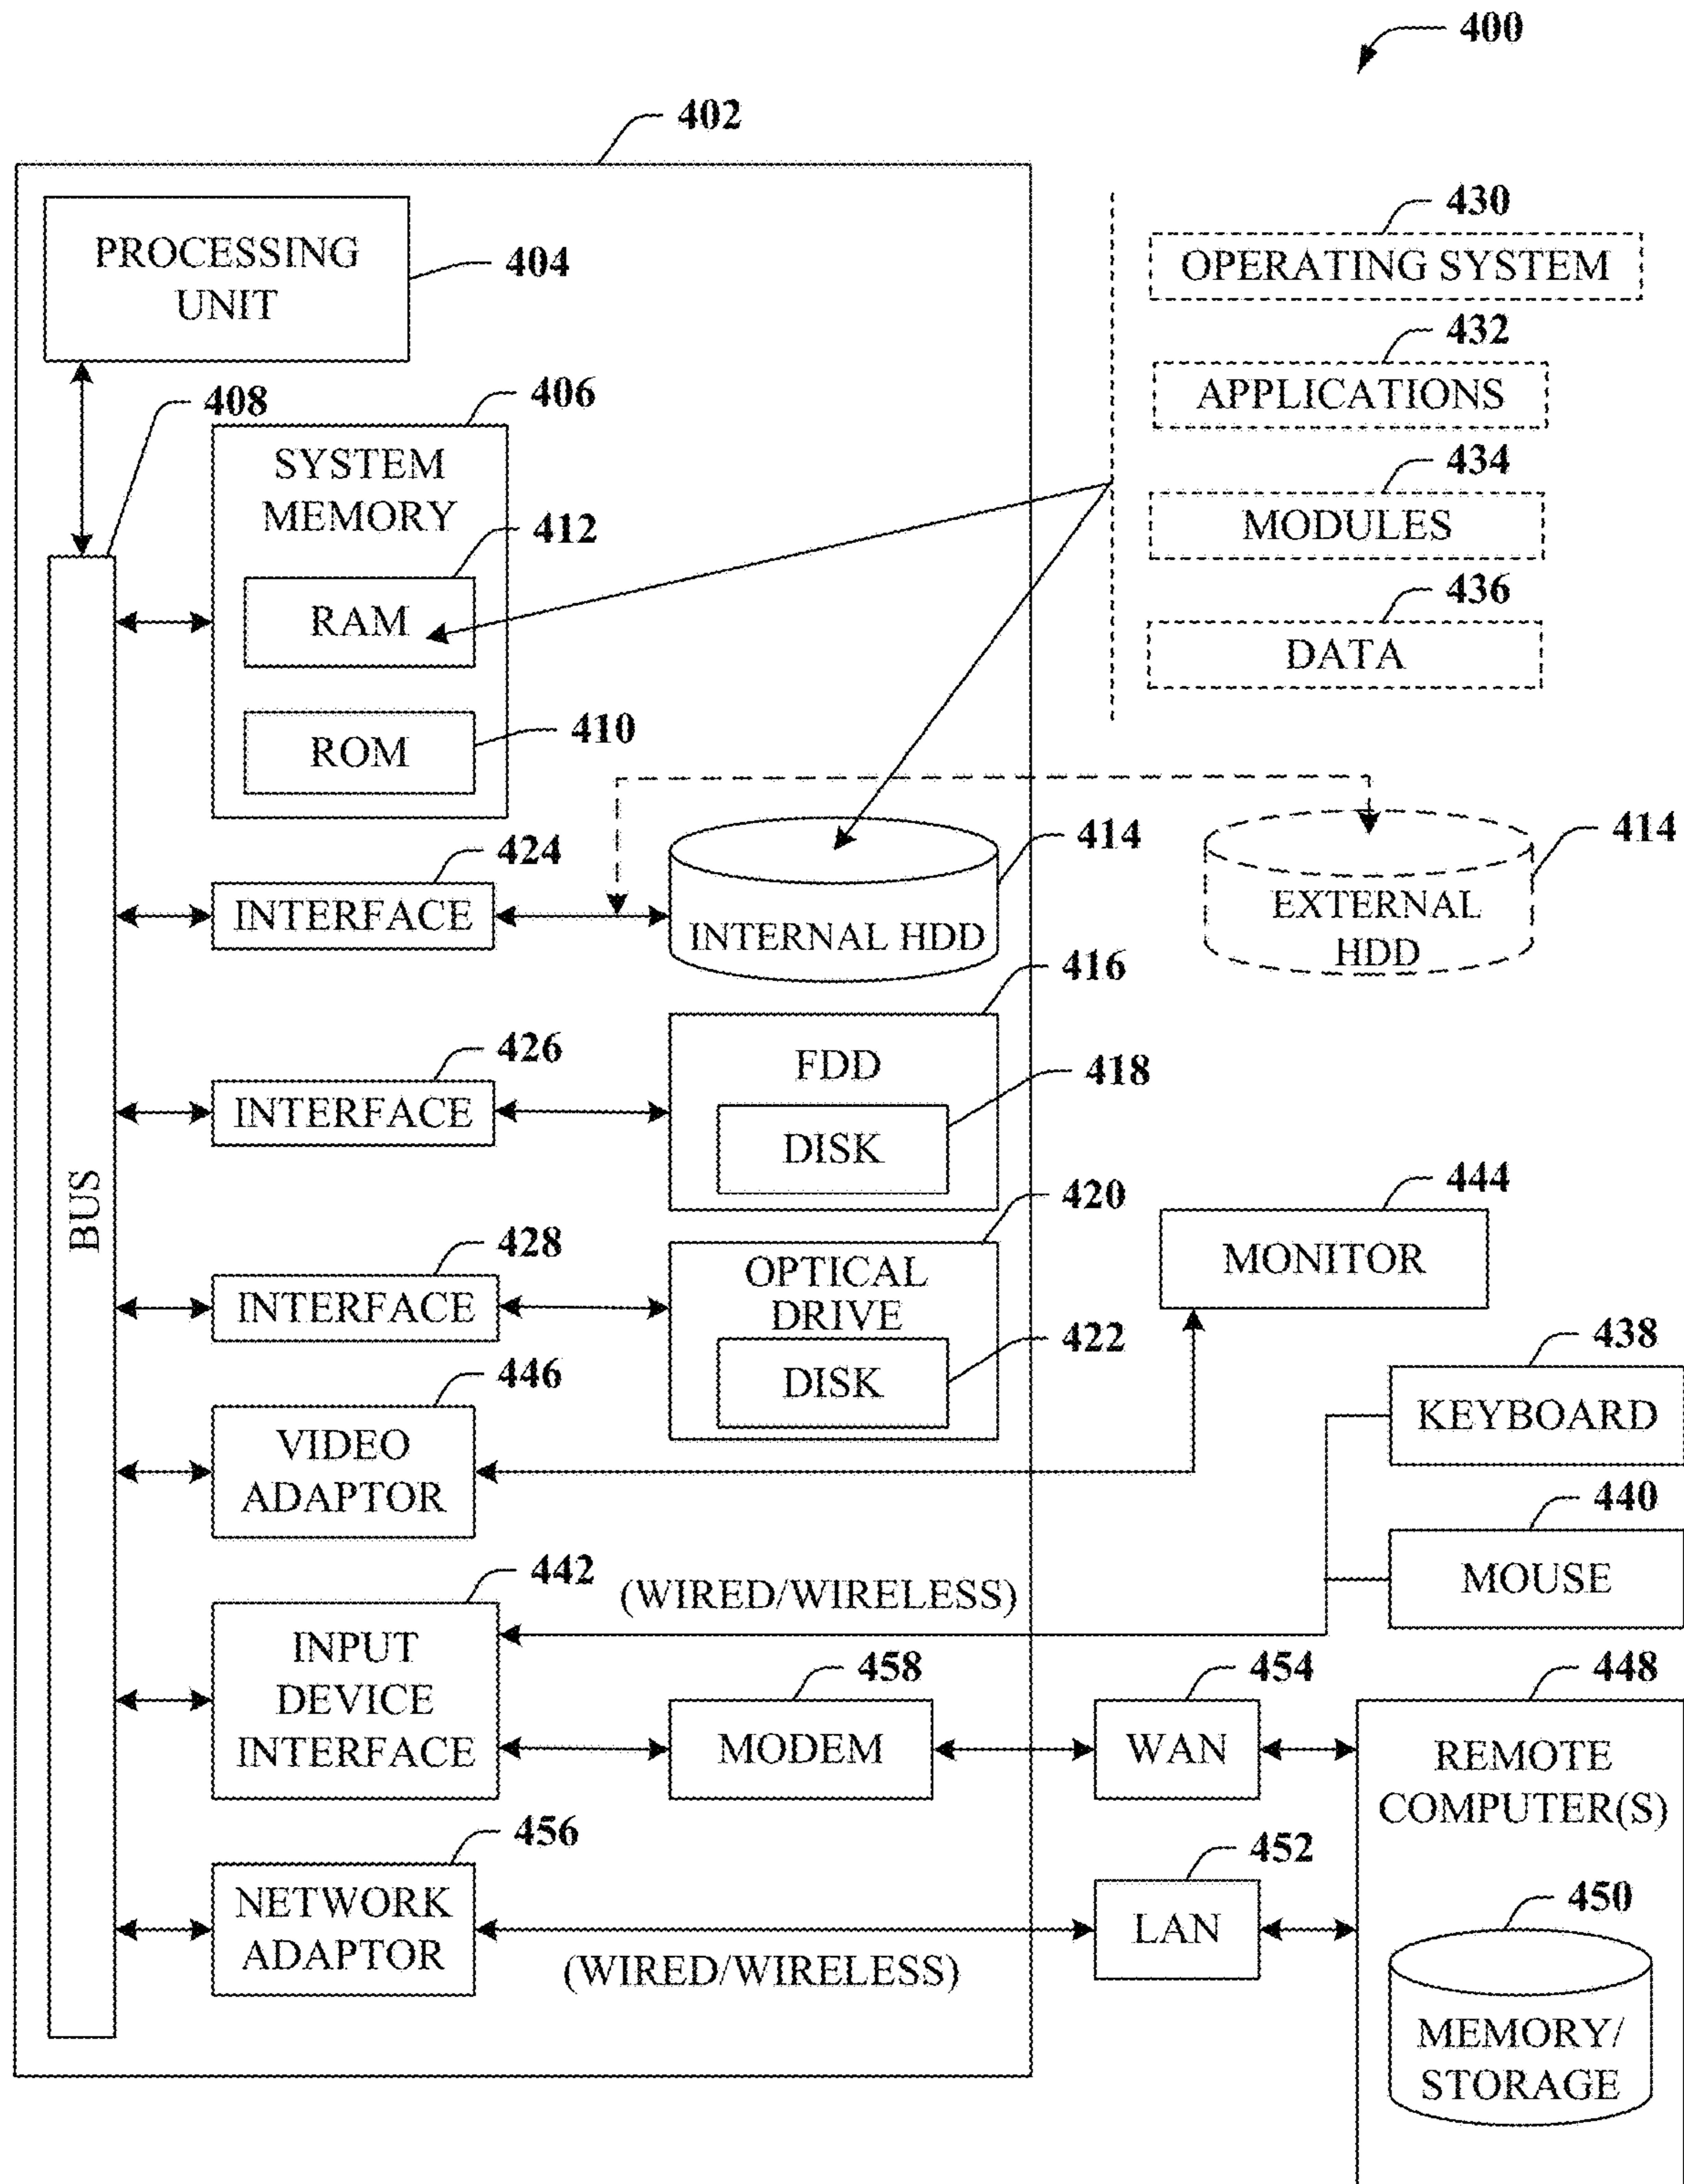 400
402
PROCESSING
UNIT
404
430
OPERATING SYSTEM
432
APPLICATIONS
434
MODULES
436
DATA
408
406
SYSTEM
MEMORY
412
RAM
410
ROM
BUS
424
INTERFACE
414
INTERNAL HDD
414
EXTERNAL
HDD
426
INTERFACE
416
FDD
418
DISK
428
INTERFACE
420
OPTICAL
DRIVE
422
DISK
444
MONITOR
446
VIDEO
ADAPTOR
438
KEYBOARD
440
MOUSE
442
(WIRED/WIRELESS)
INPUT
DEVICE
INTERFACE
458
MODEM
454
WAN
448
REMOTE
COMPUTER(S)
456
NETWORK
ADAPTOR
(WIRED/WIRELESS)
452
LAN
450
MEMORY/
STORAGE